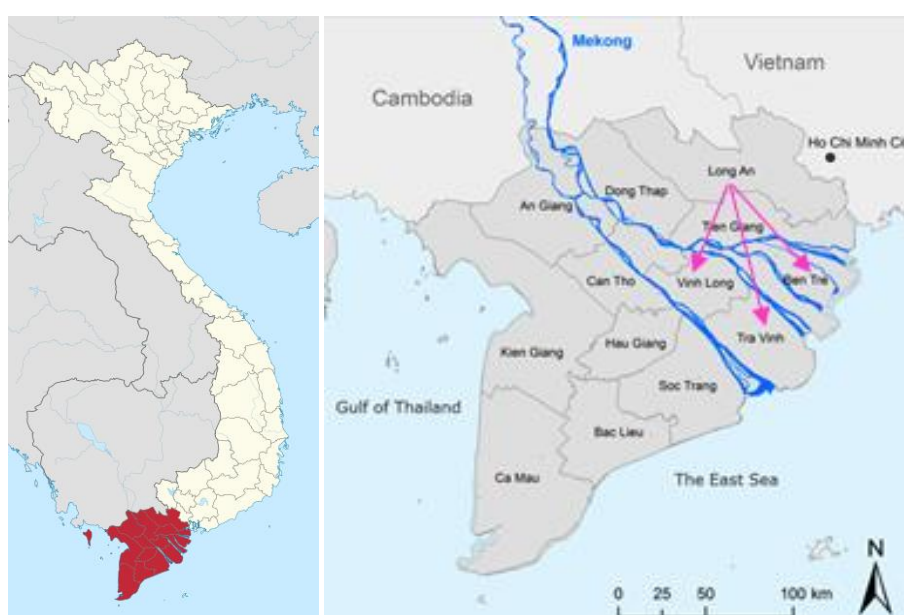 Mekong
Vietnam
Cambodia
Ho Chi Minh Ci
Long An
Dong Thap
An Giang
Tien Giang
Can Tho
Vinh Long
Ben Tre
Kien Giang
Hau Giang
Tra Vinh
Soc Trang
Gulf of Thailand
Bac Lieu
Ca Mau
The East Sea
N
0 25 50 100 km